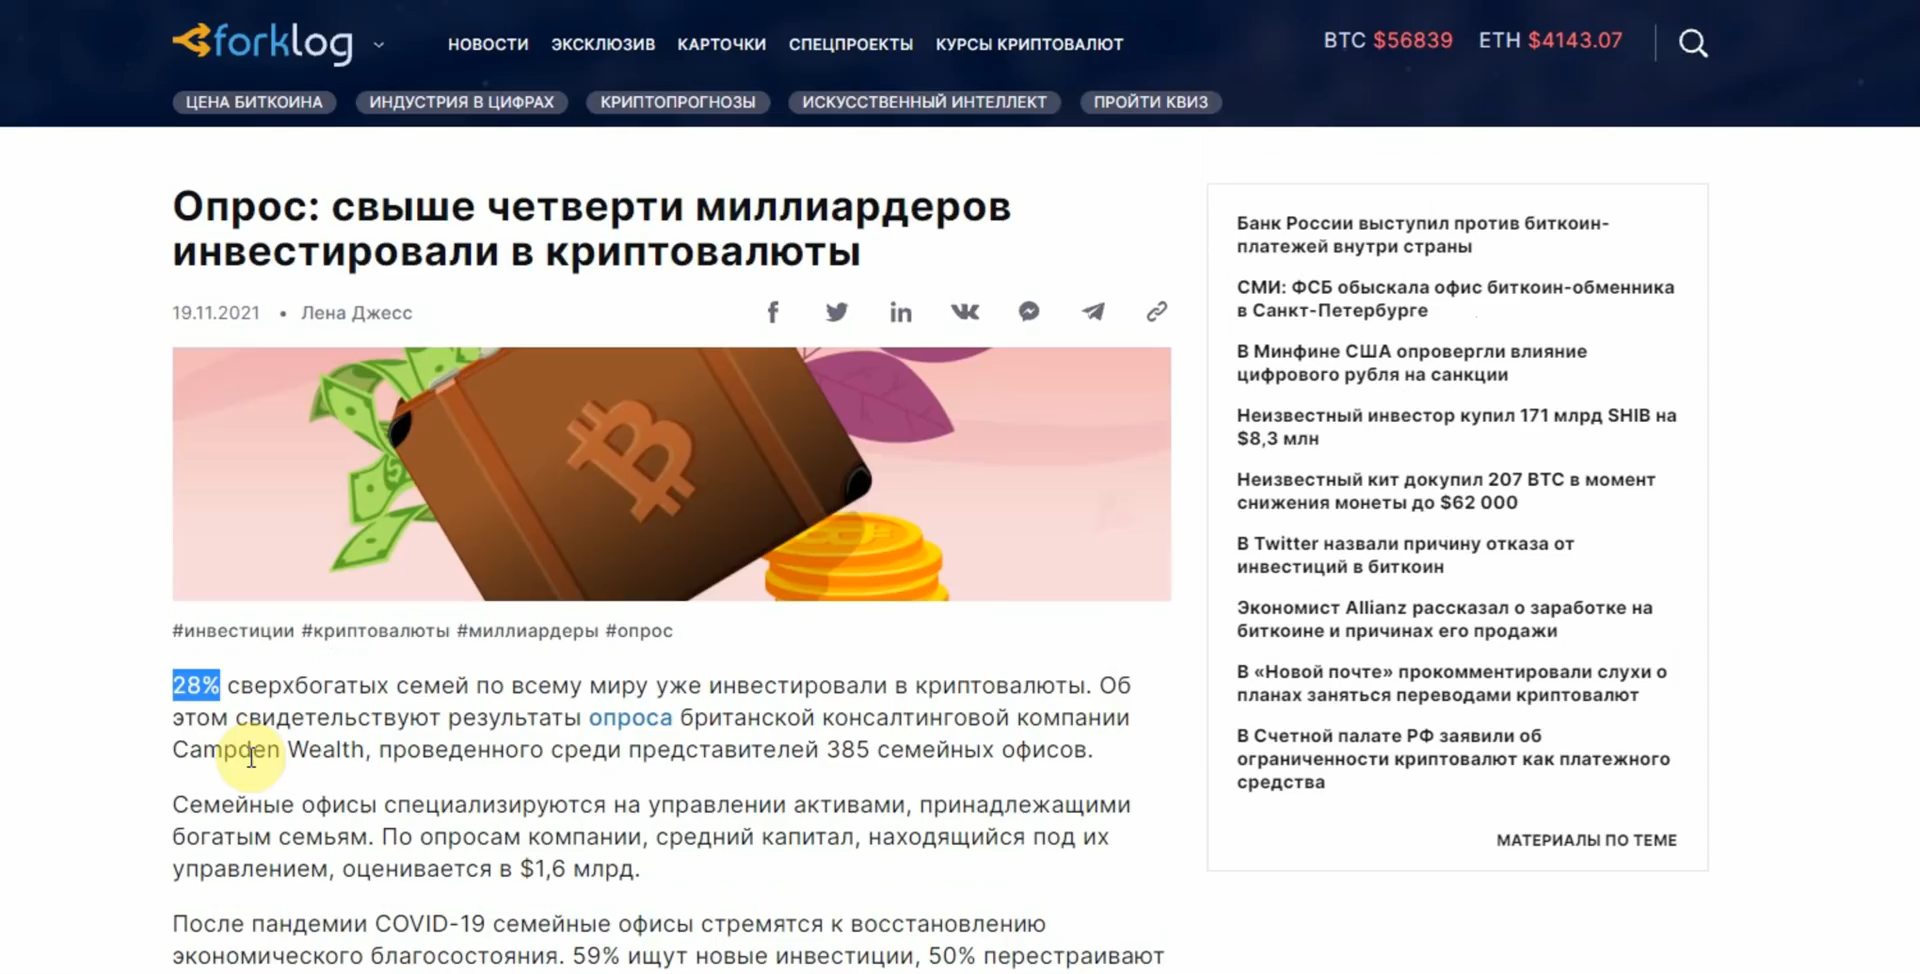 forklog
НОВОСТИ ЭКСКЛЮЗИВ КАРТОЧКИ СПЕЦПРОЕКТЫ КУРСЫ КРИПТОВАЛЮТ
BTC $56839 ETH $4143.07
ЦЕНА БИТКОИНА ИНДУСТРИЯ В ЦИФРАХ КРИПТОПРОГНОЗЫ ИСКУССТВЕННЫЙ ИНТЕЛЛЕКТ ПРОЙТИ КВИЗ
Опрос: свыше четверти миллиардеров
инвестировали в криптовалюты
19.11.2021 • Лена Джесс
#инвестиции #криптовалюты #миллиардеры #опрос
28% сверхбогатых семей по всему миру уже инвестировали в криптовалюты. Об
этом свидетельствуют результаты опроса британской консалтинговой компании
Campden Wealth, проведенного среди представителей 385 семейных офисов.
Семейные офисы специализируются на управлении активами, принадлежащими
богатым семьям. По опросам компании, средний капитал, находящийся под их
управлением, оценивается в $1,6 млрд.
После пандемии COVID-19 семейные офисы стремятся к восстановлению
экономического благосостояния. 59% ищут новые инвестиции, 50% перестраивают
Банк России выступил против биткоин-
платежей внутри страны
СМИ: ФСБ обыскала офис биткоин-обменника
в Санкт-Петербурге
В Минфине США опровергли влияние
цифрового рубля на санкции
Неизвестный инвестор купил 171 млрд SHIB на
$8,3 млн
Неизвестный кит докупил 207 BTC в момент
снижения монеты до $62 000
В Twitter назвали причину отказа от
инвестиций в биткоин
Экономист Allianz рассказал о заработке на
биткоине и причинах его продажи
В «Новой почте» прокомментировали слухи о
планах заняться переводами криптовалют
В Счетной палате РФ заявили об
ограниченности криптовалют как платежного
средства
МАТЕРИАЛЫ ПО ТЕМЕ